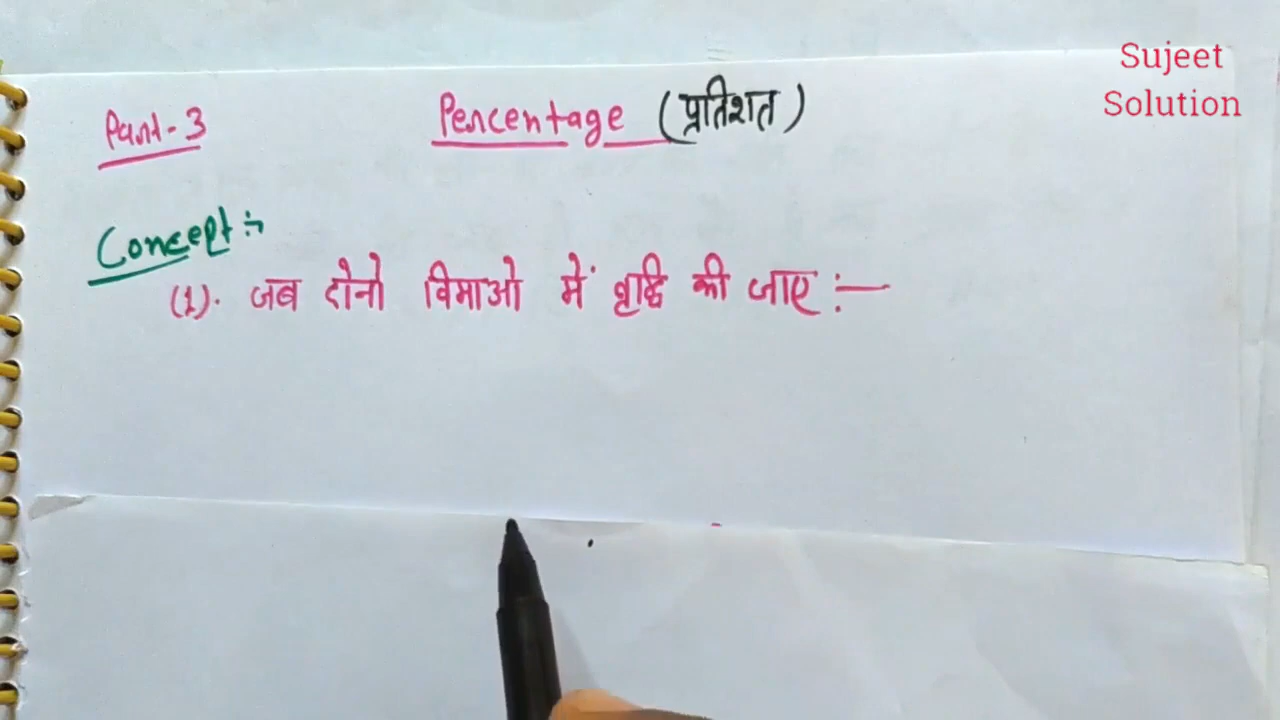 Sujeet
Solution
Part-3 Percentage (प्रतिशत)
Concept :-
(1). जब दोनो विमाओ में वृद्धि की जाए :-